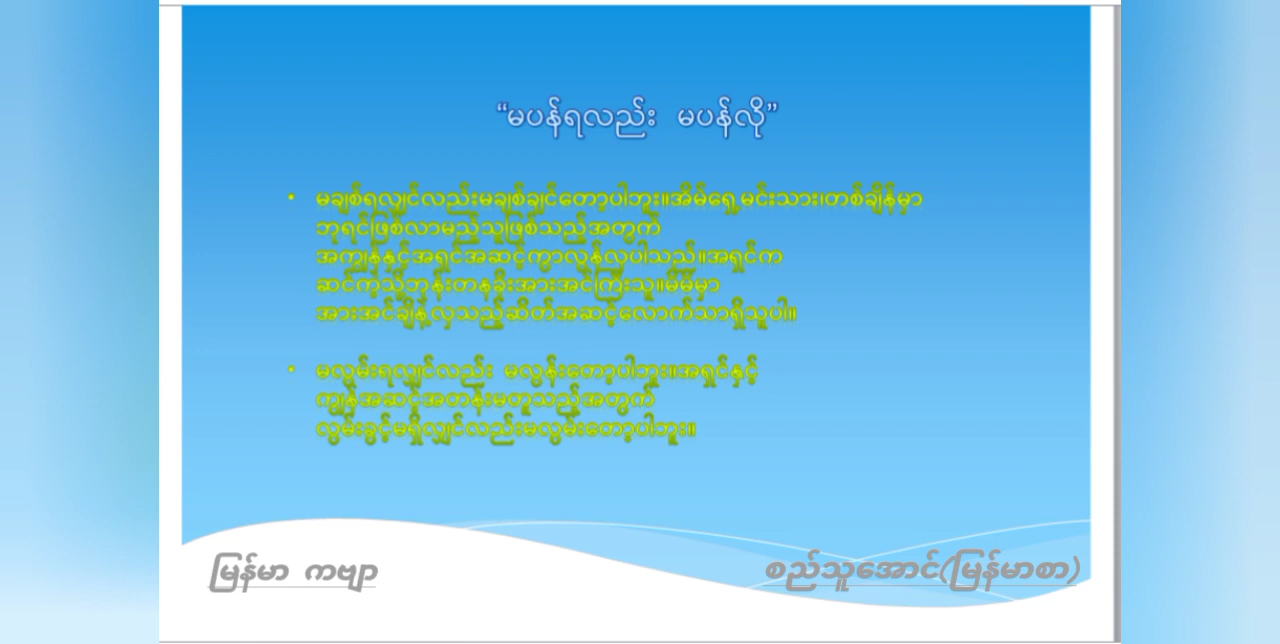 “မပန်ရလည်း မပန်လို”
• မချစ်ရလျှင်လည်းမချစ်ချင်တော့ပါဘူး။အိမ်ရှေ့မင်းသား၊တစ်ချိန်မှာ
ဘုရင်ဖြစ်လာမည့်သူဖြစ်သည့်အတွက်
အကျွန်နှင့်အရှင်အဆင့်ကွာလွန်လှပါသည်။အရှင်က
ဆင်ကဲ့သို့ဘုန်းတန်ခိုးအားအင်ကြီးသူ။မိမိမှာ
အားအင်ချိနဲ့လှသည့်ဆိတ်အဆင့်လောက်သာရှိသူပါ။
• မလွမ်းရလျှင်လည်း မလွန်းတော့ပါဘူး။အရှင်နှင့်
ကျွန်အဆင့်အတန်းမတူသည့်အတွက်
လွမ်းခွင့်မရှိလျှင်လည်းမလွမ်းတော့ပါဘူး။
မြန်မာ ကဗျာ
စည်သူအောင်(မြန်မာစာ)